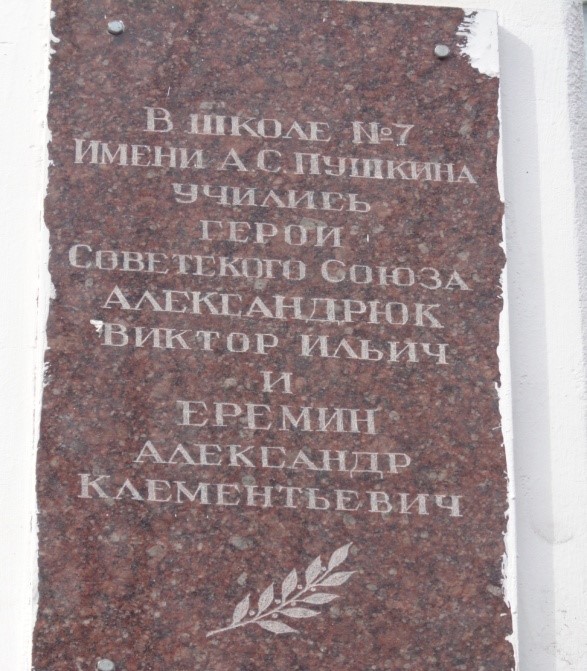 В ШКОЛЕ №7
ИМЕНИ А.С. ПУШКИНА
УЧИЛИСЬ
ГЕРОИ
СОВЕТСКОГО СОЮЗА
АЛЕКСАНДРЮК
ВИКТОР ИЛЬИЧ
И
ЕРЕМИН
АЛЕКСАНДР
КЛЕМЕНТЬЕВИЧ